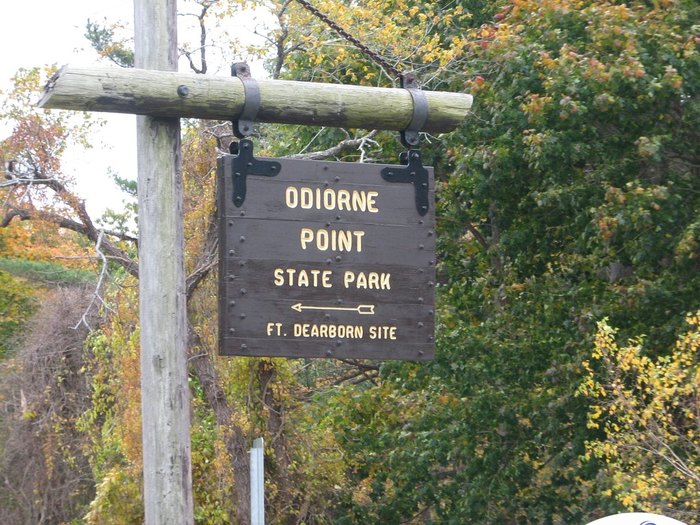 ODIORNE
POINT
STATE PARK
FT. DEARBORN SITE